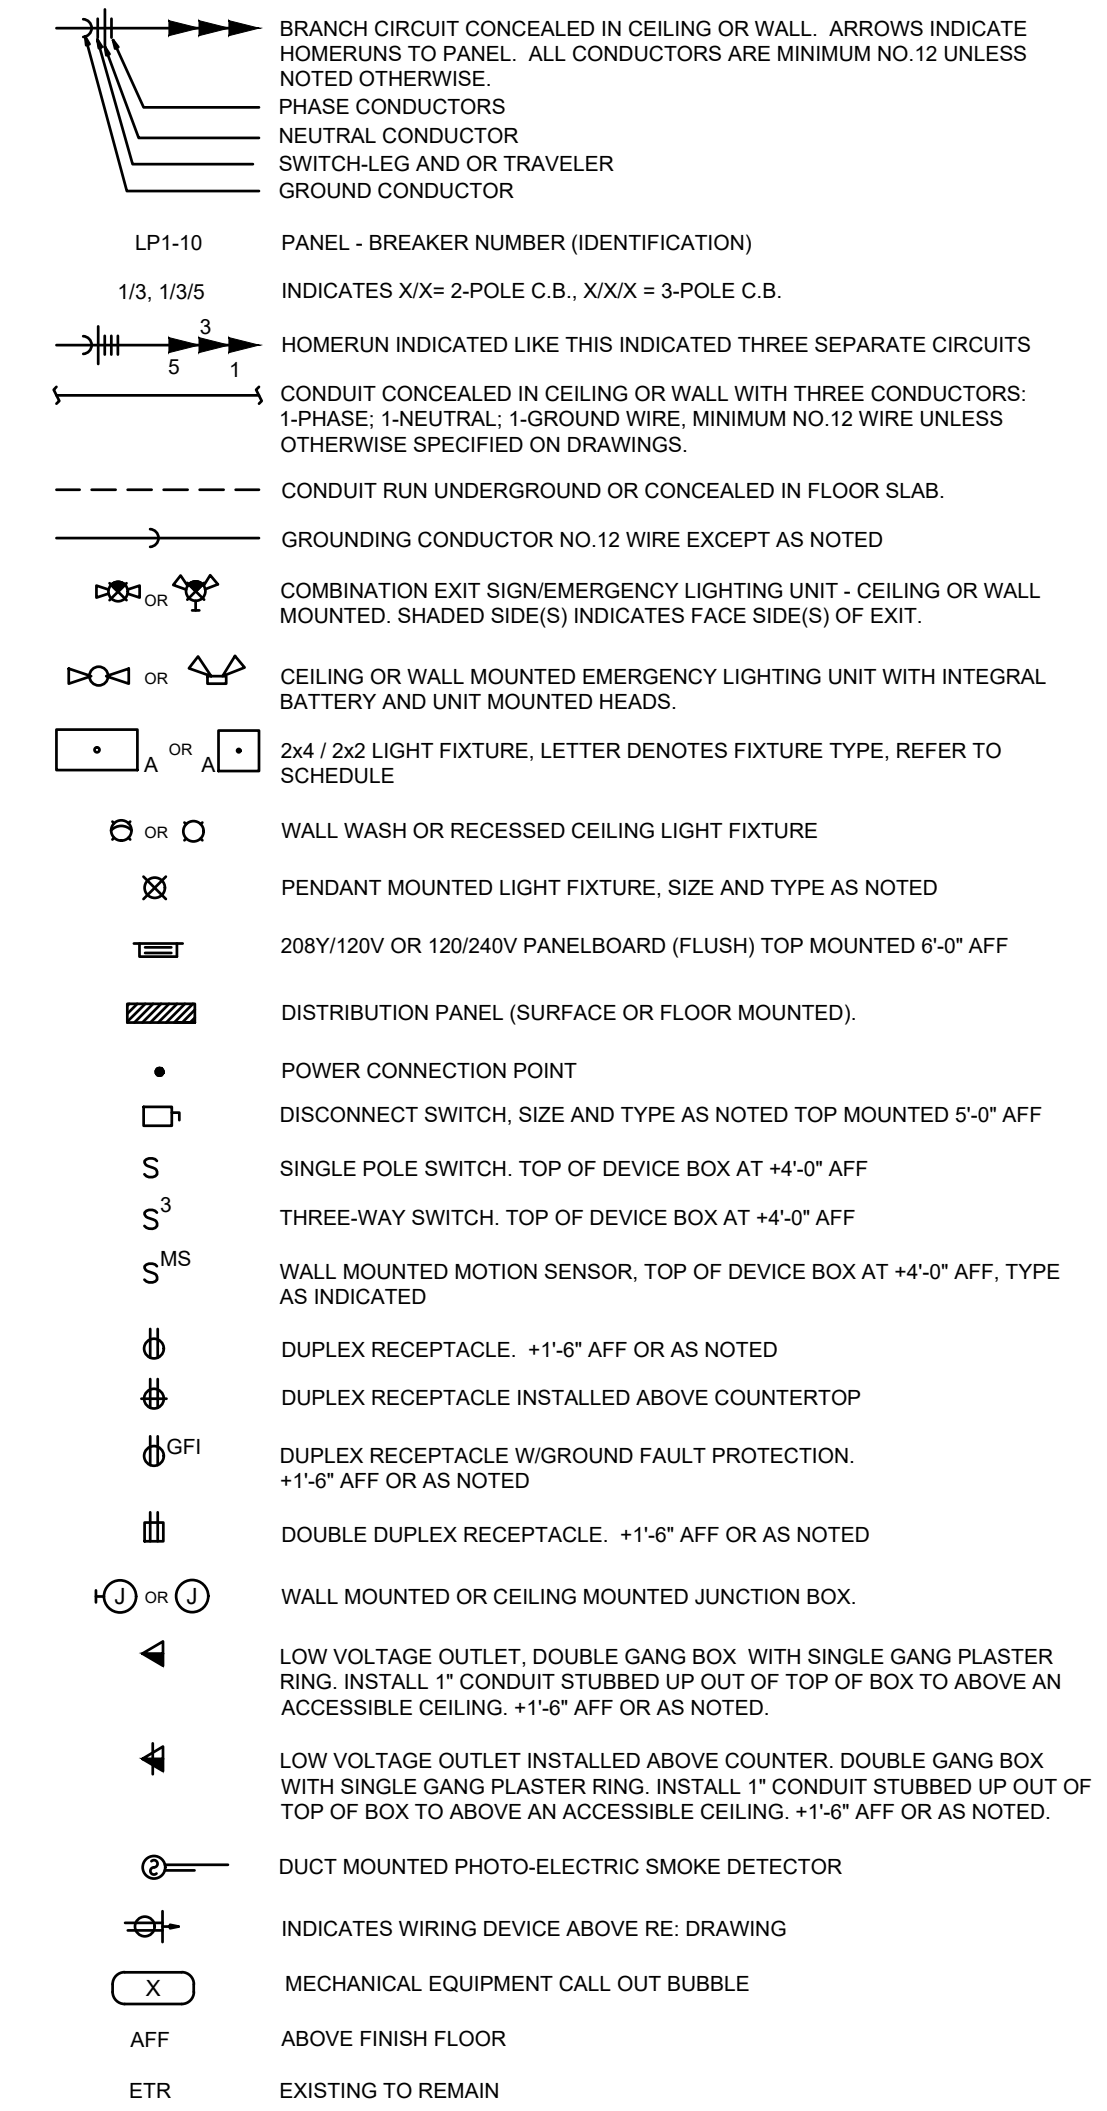 BRANCH CIRCUIT CONCEALED IN CEILING OR WALL.  ARROWS INDICATE
HOMERUNS TO PANEL.  ALL CONDUCTORS ARE MINIMUM NO.12 UNLESS
NOTED OTHERWISE.
PHASE CONDUCTORS
NEUTRAL CONDUCTOR
SWITCH-LEG AND OR TRAVELER
GROUND CONDUCTOR
LP1-10 PANEL - BREAKER NUMBER (IDENTIFICATION)
1/3, 1/3/5 INDICATES X/X= 2-POLE C.B., X/X/X = 3-POLE C.B.
3
HOMERUN INDICATED LIKE THIS INDICATED THREE SEPARATE CIRCUITS
5 1
CONDUIT CONCEALED IN CEILING OR WALL WITH THREE CONDUCTORS:
1-PHASE; 1-NEUTRAL; 1-GROUND WIRE, MINIMUM NO.12 WIRE UNLESS
OTHERWISE SPECIFIED ON DRAWINGS.
CONDUIT RUN UNDERGROUND OR CONCEALED IN FLOOR SLAB.
GROUNDING CONDUCTOR NO.12 WIRE EXCEPT AS NOTED
OR COMBINATION EXIT SIGN/EMERGENCY LIGHTING UNIT - CEILING OR WALL
MOUNTED. SHADED SIDE(S) INDICATES FACE SIDE(S) OF EXIT.
OR CEILING OR WALL MOUNTED EMERGENCY LIGHTING UNIT WITH INTEGRAL
BATTERY AND UNIT MOUNTED HEADS.
A OR A 2x4 / 2x2 LIGHT FIXTURE, LETTER DENOTES FIXTURE TYPE, REFER TO
SCHEDULE
OR WALL WASH OR RECESSED CEILING LIGHT FIXTURE
PENDANT MOUNTED LIGHT FIXTURE, SIZE AND TYPE AS NOTED
208Y/120V OR 120/240V PANELBOARD (FLUSH) TOP MOUNTED 6'-0" AFF
DISTRIBUTION PANEL (SURFACE OR FLOOR MOUNTED).
POWER CONNECTION POINT
DISCONNECT SWITCH, SIZE AND TYPE AS NOTED TOP MOUNTED 5'-0" AFF
S SINGLE POLE SWITCH. TOP OF DEVICE BOX AT +4'-0" AFF
S3 THREE-WAY SWITCH. TOP OF DEVICE BOX AT +4'-0" AFF
SMS WALL MOUNTED MOTION SENSOR, TOP OF DEVICE BOX AT +4'-0" AFF, TYPE
AS INDICATED
DUPLEX RECEPTACLE.  +1'-6" AFF OR AS NOTED
DUPLEX RECEPTACLE INSTALLED ABOVE COUNTERTOP
GFI DUPLEX RECEPTACLE W/GROUND FAULT PROTECTION.
+1'-6" AFF OR AS NOTED
DOUBLE DUPLEX RECEPTACLE.  +1'-6" AFF OR AS NOTED
J OR J WALL MOUNTED OR CEILING MOUNTED JUNCTION BOX.
LOW VOLTAGE OUTLET, DOUBLE GANG BOX  WITH SINGLE GANG PLASTER
RING. INSTALL 1" CONDUIT STUBBED UP OUT OF TOP OF BOX TO ABOVE AN
ACCESSIBLE CEILING. +1'-6" AFF OR AS NOTED.
LOW VOLTAGE OUTLET INSTALLED ABOVE COUNTER. DOUBLE GANG BOX
WITH SINGLE GANG PLASTER RING. INSTALL 1" CONDUIT STUBBED UP OUT OF
TOP OF BOX TO ABOVE AN ACCESSIBLE CEILING. +1'-6" AFF OR AS NOTED.
S DUCT MOUNTED PHOTO-ELECTRIC SMOKE DETECTOR
INDICATES WIRING DEVICE ABOVE RE: DRAWING
X MECHANICAL EQUIPMENT CALL OUT BUBBLE
AFF ABOVE FINISH FLOOR
ETR EXISTING TO REMAIN